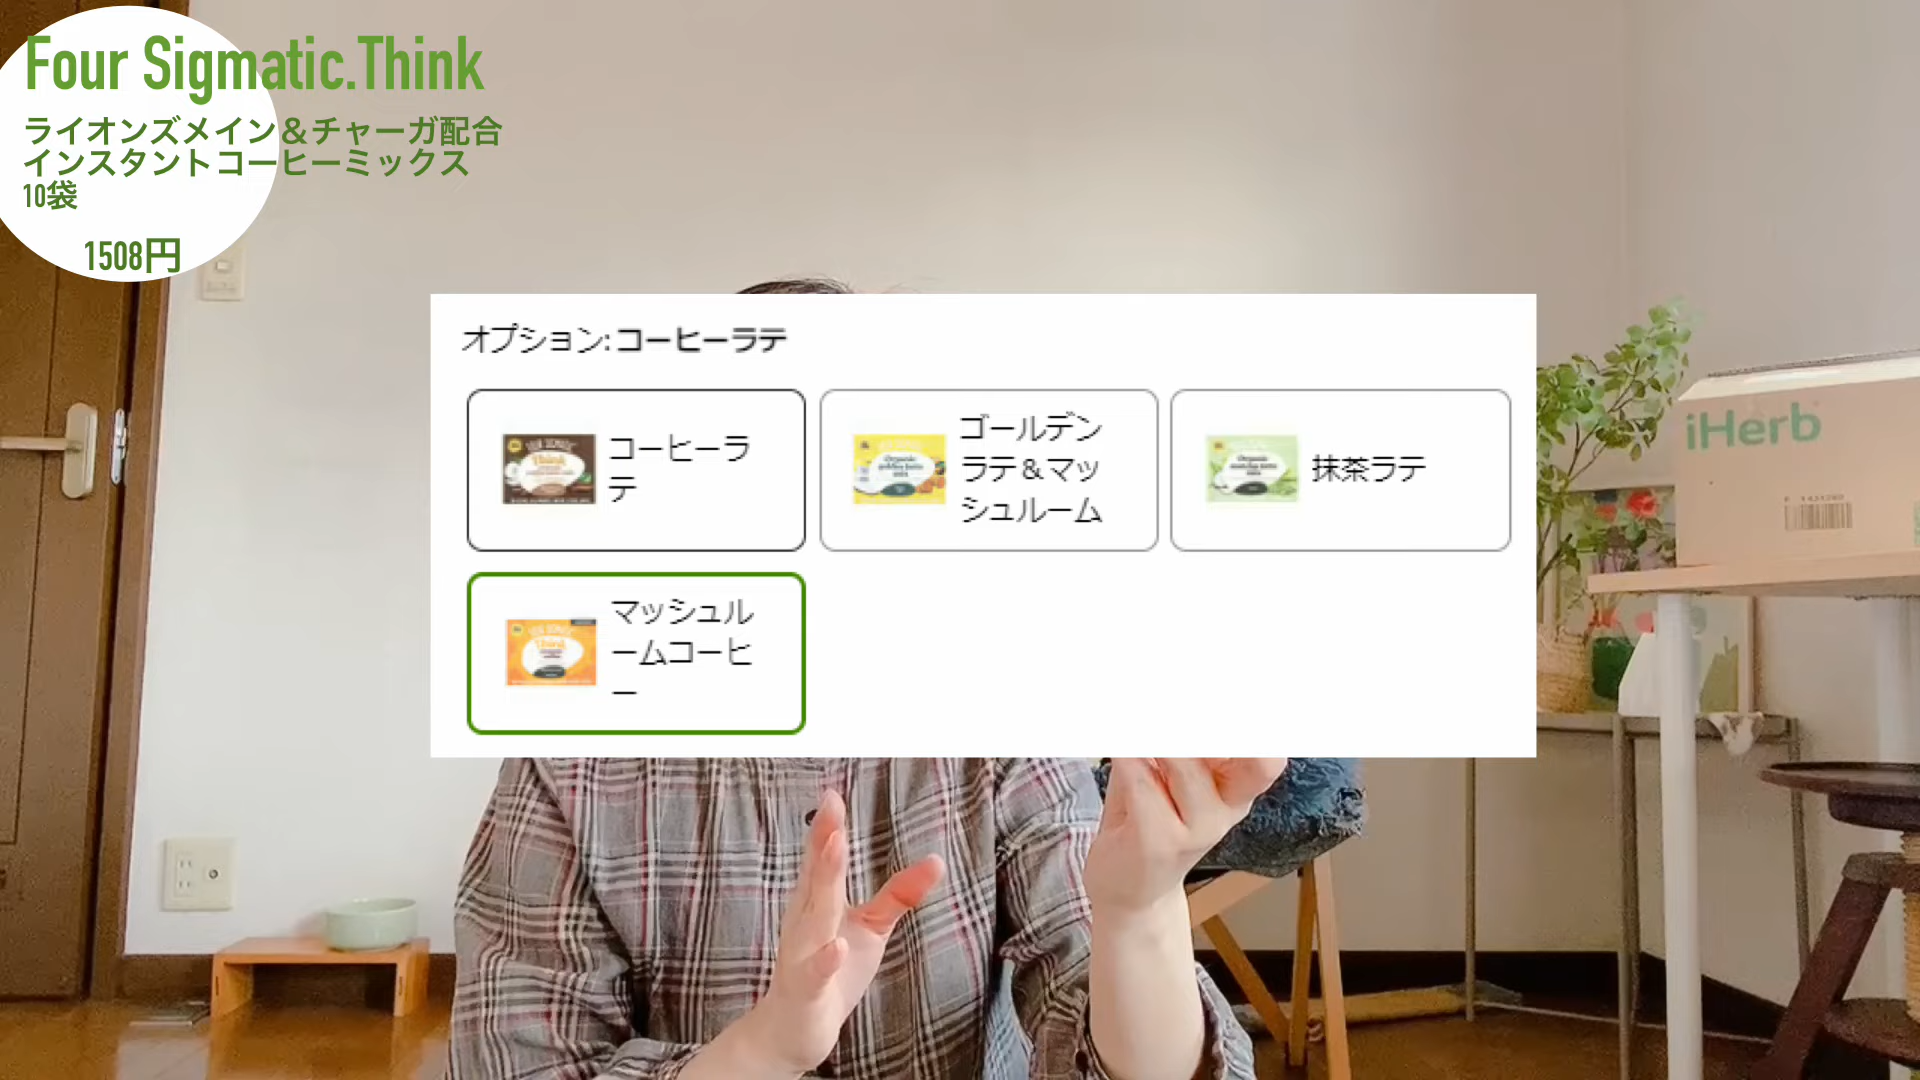 Four Sigmatic.Think
ライオンズメイン＆チャーガ配合
インスタントコーヒーミックス
10袋
1508円
オプション: コーヒーラテ
コーヒーラ
テ
ゴールデン
ラテ＆マッ
シュルーム
抹茶ラテ
マッシュル
ームコーヒ
ー
Think
iHerb